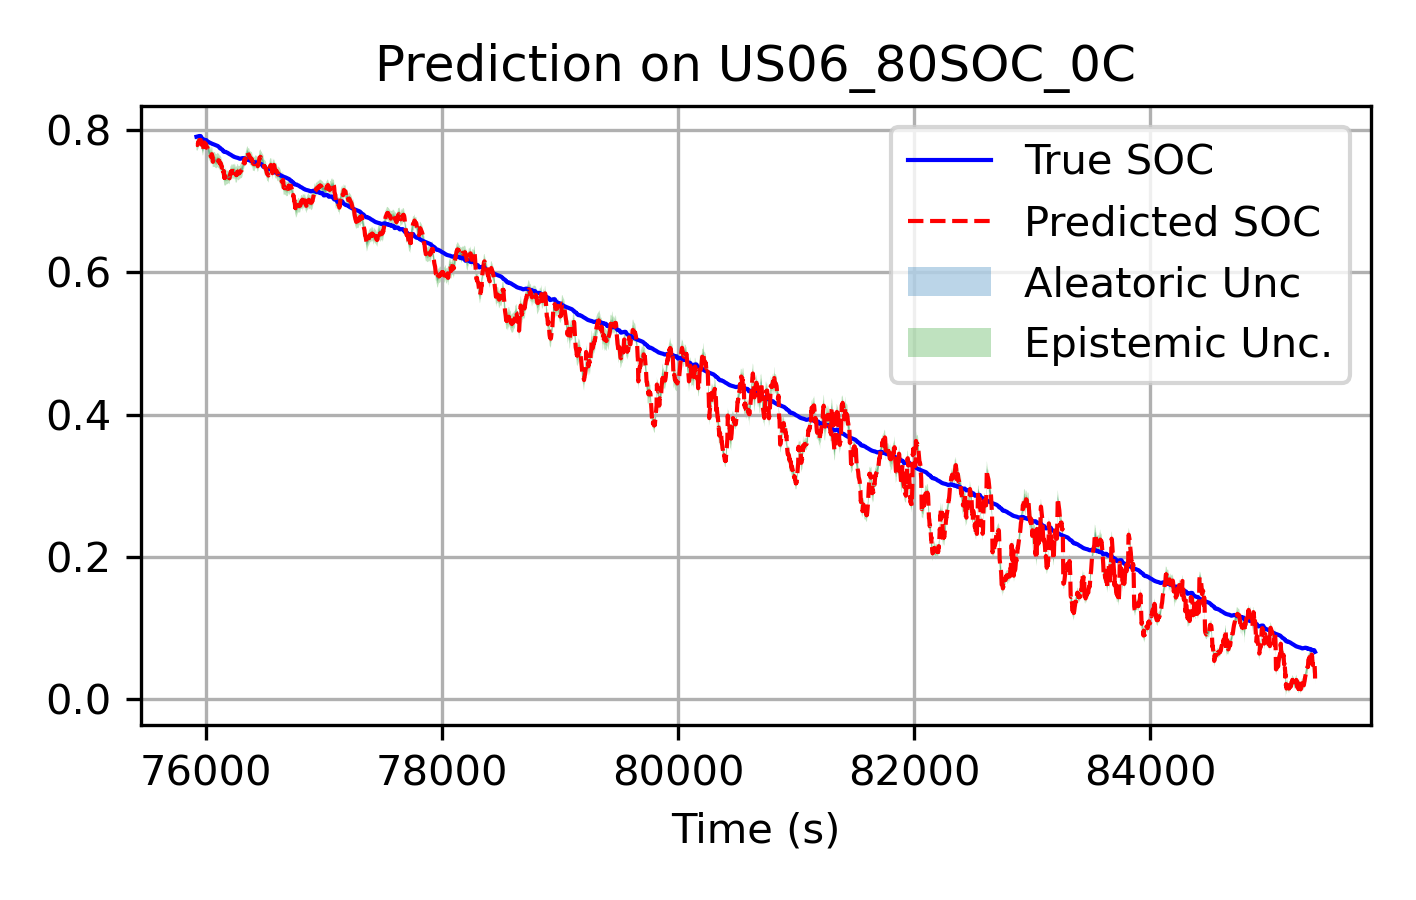 Prediction on US06_80SOC_0C
0.8
0.6
0.4
0.2
0.0
True SOC
Predicted SOC
Aleatoric Unc
Epistemic Unc.
76000 78000 80000 82000 84000
Time (s)